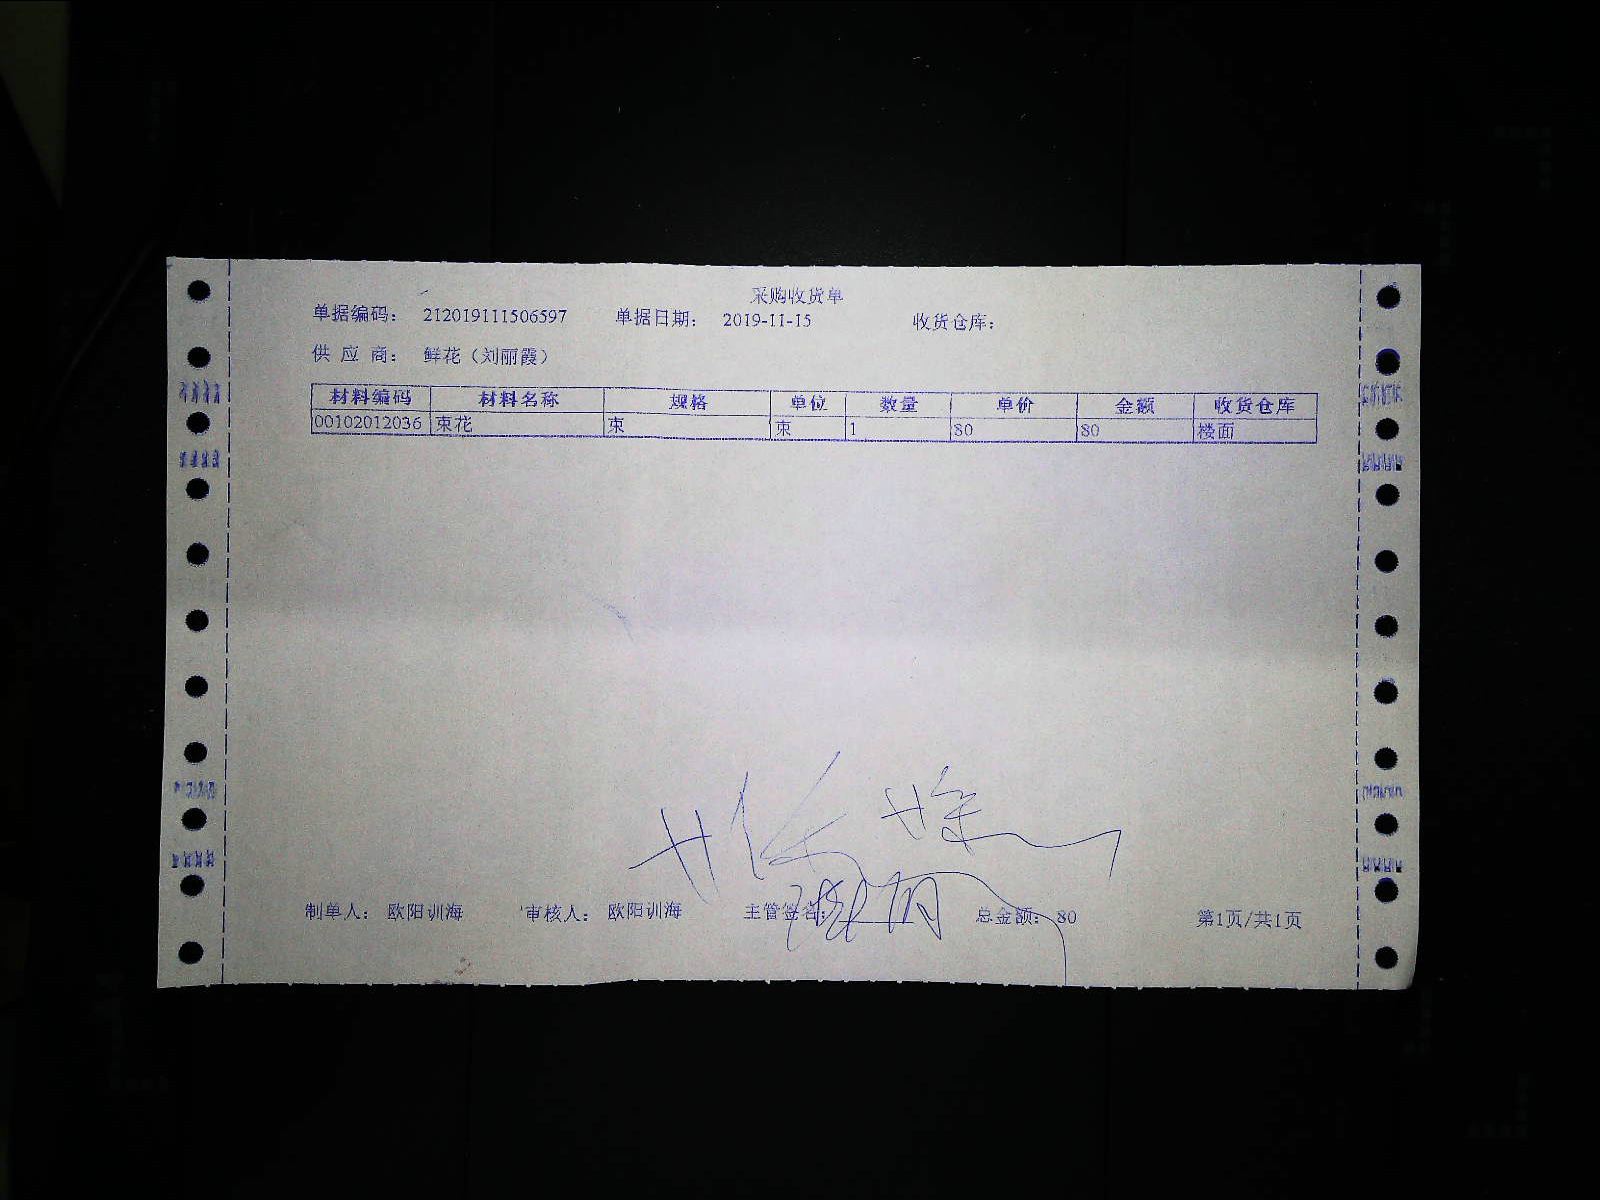 采购收货单
单据编码： 212019111506597 单据日期： 2019-11-15 收货仓库：
供 应 商： 鲜花（刘丽霞）
材料编码 材料名称 规格 单位 数量 单价 金额 收货仓库
00102012036 束花 束 束 1 80 80 楼面
制单人： 欧阳训海 审核人： 欧阳训海 主管签名： 总金额： 80 第1页/共1页